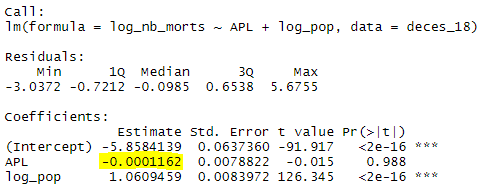 Call:
lm(formula = log_nb_morts ~ APL + log_pop, data = deces_18)
Residuals:
Min 1Q Median 3Q Max
-3.0372 -0.7212 -0.0985 0.6538 5.6755
Coefficients:
Estimate Std. Error t value Pr(>|t|)
(Intercept) -5.8584139 0.0637360 -91.917 <2e-16 ***
APL -0.0001162 0.0078822 -0.015 0.988
log_pop 1.0609459 0.0083972 126.345 <2e-16 ***